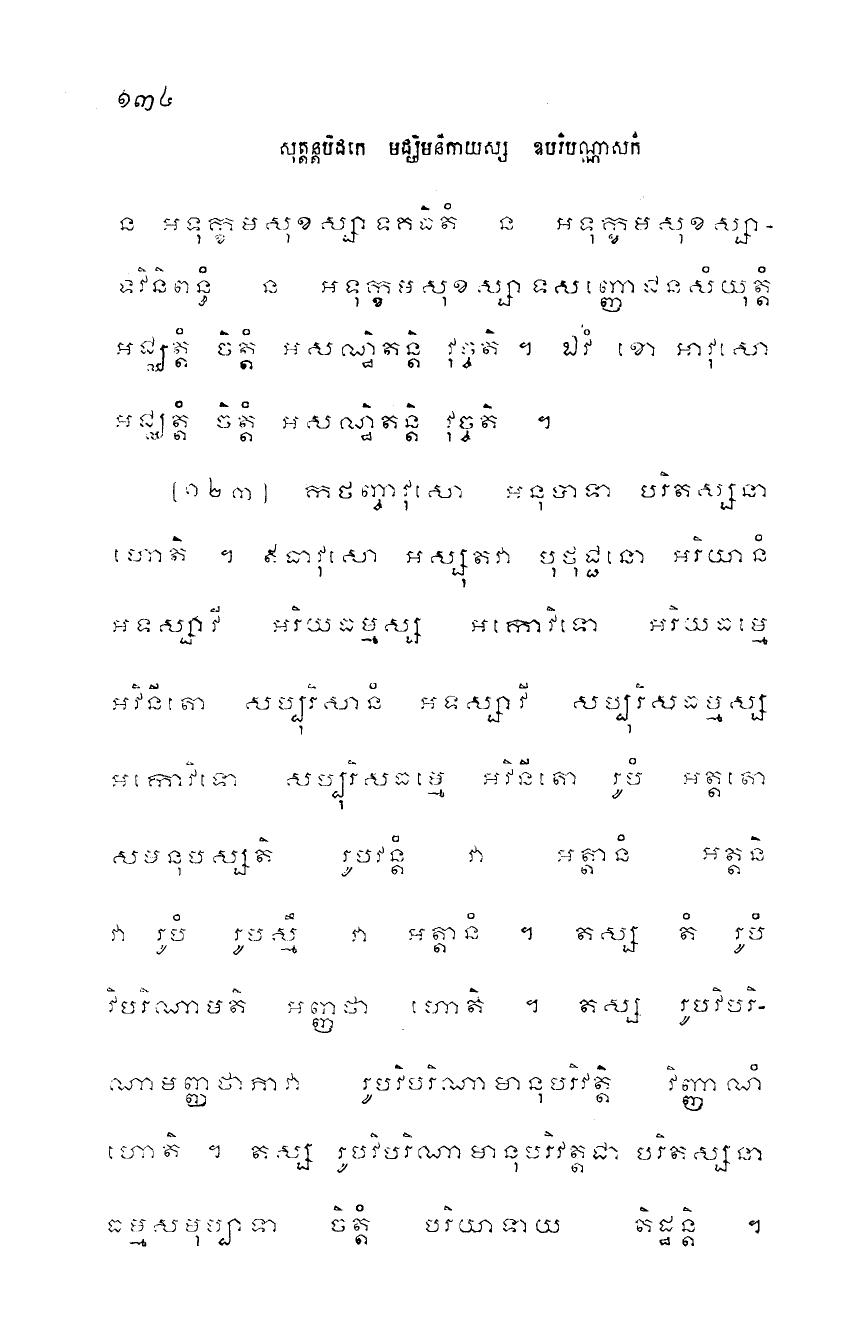 ១៣៤
សុត្តន្តបិដកេ មជ្ឈិមនិកាយស្ស ឧបរិបណ្ណាសកំ
ន អទុក្ខមសុខស្សាទកធិតំ ន អទុក្ខមសុខស្សា-
ទវិនិពន្ធំ ន អទុក្ខមសុខស្សាទសញ្ញោជនសំយុត្តំ
អជ្ឈត្តំ ចិត្តំ អសណ្ឋិតន្តិ វុច្ចតិ ។ ឯវំ ខោ អាវុសោ
អជ្ឈត្តំ ចិត្តំ អសណ្ឋិតន្តិ វុច្ចតិ ។
[១២៣] កថញ្ចាវុសោ អនុបាទា បរិតស្សនា
ហោតិ ។ ឥធាវុសោ អស្សុតវា បុថុជ្ជនោ អរិយានំ
អទស្សាវី អរិយធម្មស្ស អកោវិទោ អរិយធម្មេ
អវិនីតោ សប្បុរិសានំ អទស្សាវី សប្បុរិសធម្មស្ស
អកោវិទោ សប្បុរិសធម្មេ អវិនីតោ រូបំ អត្តតោ
សមនុបស្សតិ រូបវន្តំ វា អត្តានំ អត្តនិ
វា រូបំ រូបស្មឹ វា អត្តានំ ។ តស្ស តំ រូបំ
វិបរិណាមតិ អញ្ញថា ហោតិ ។ តស្ស រូបវិបរិ-
ណាមញ្ញថាភាវា រូបវិបរិណាមានុបរិវត្តិ វិញ្ញាណំ
ហោតិ ។ តស្ស រូបវិបរិណាមានុបរិវត្តជា បរិតស្សនា
ធម្មសមុប្បាទា ចិត្តំ បរិយាទាយ តិដ្ឋន្តិ ។